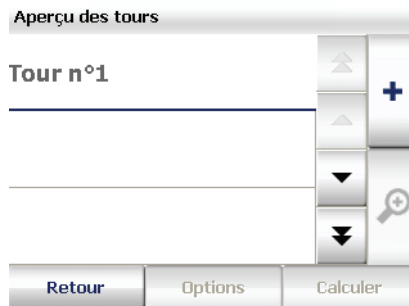 Aperçu des tours
Tour n°1
+
Retour
Options
Calculer